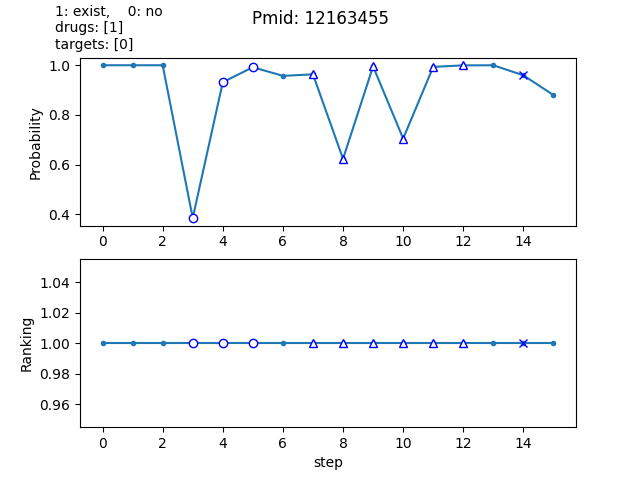 1: exist,    0: no
drugs: [1]
targets: [0]
Pmid: 12163455
1.0
0.8
0.6
0.4
Probability
0 2 4 6 8 10 12 14
1.04
1.02
1.00
0.98
0.96
Ranking
0 2 4 6 8 10 12 14
step